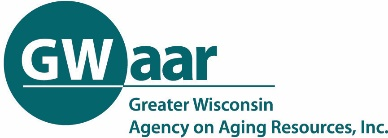 GWaar
Greater Wisconsin
Agency on Aging Resources, Inc.